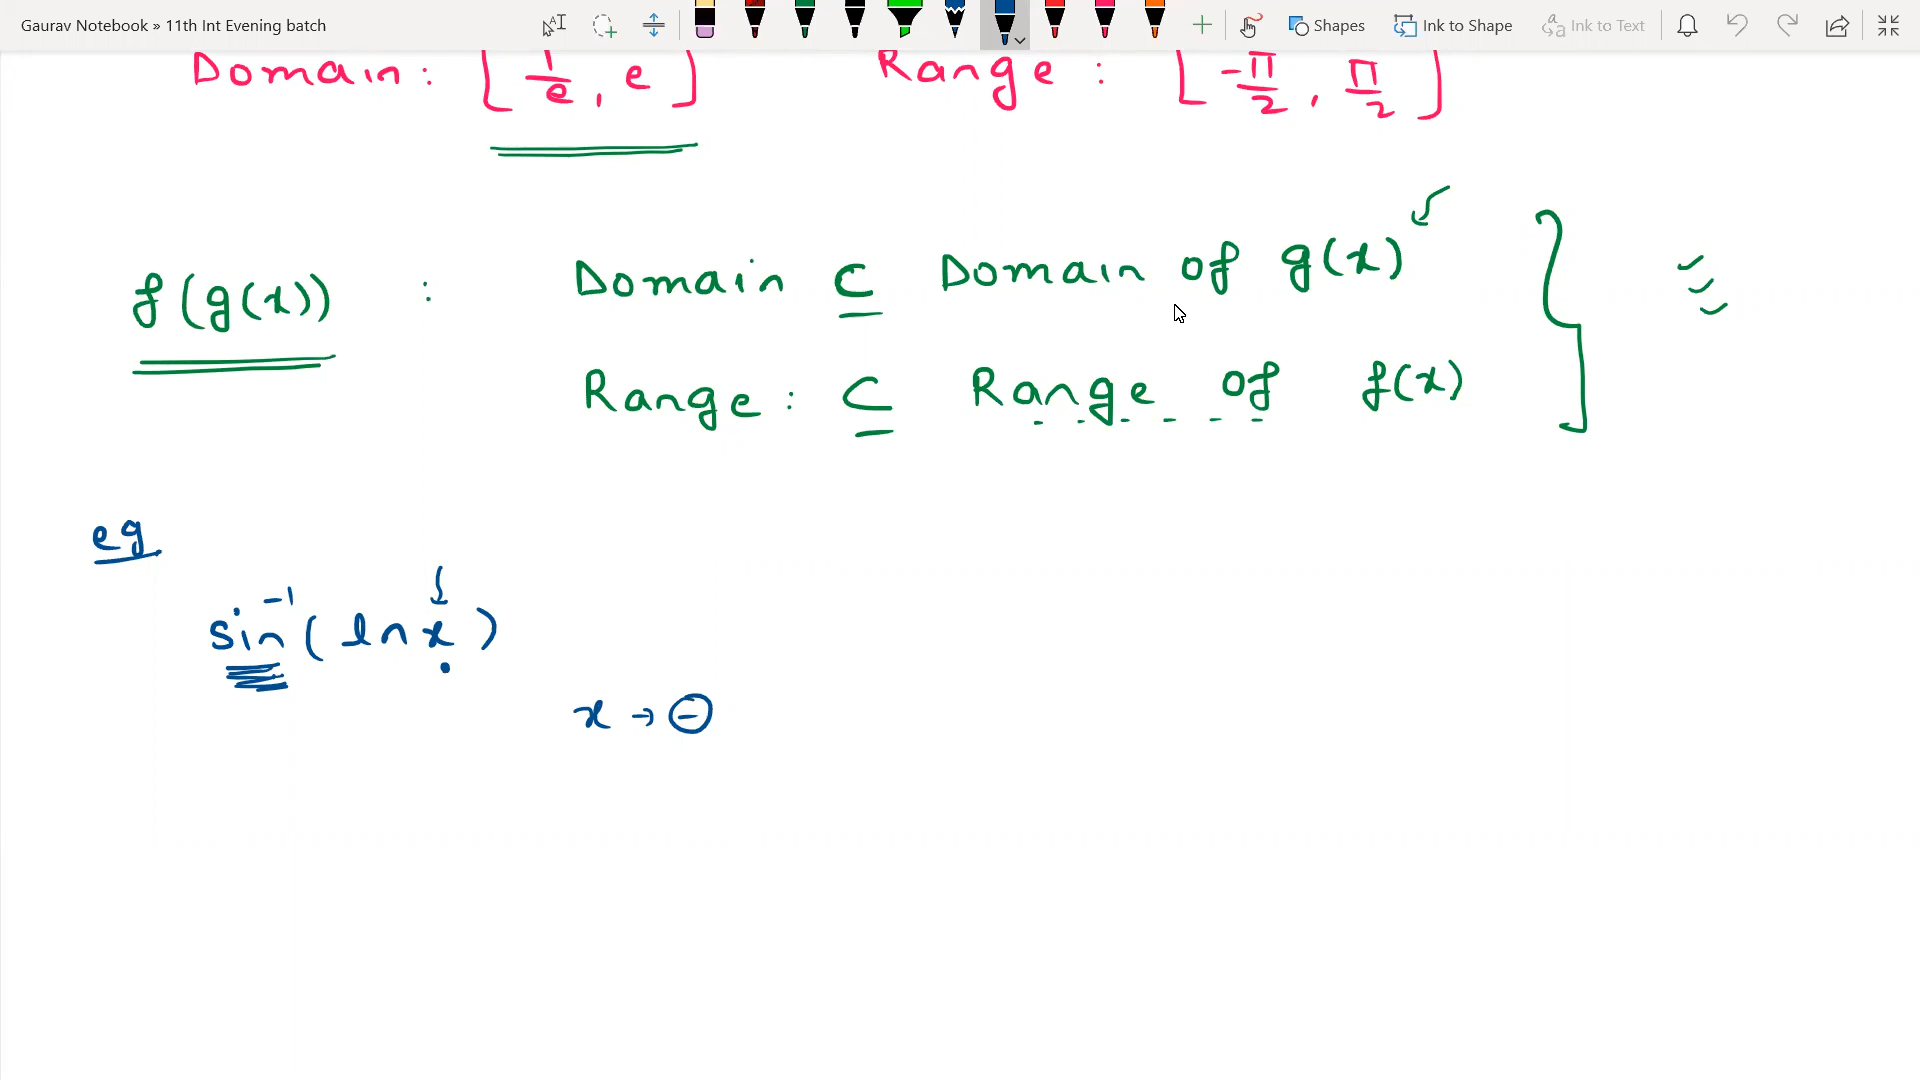 Gaurav Notebook » 11th Int Evening batch
Shapes
Ink to Shape
Ink to Text
Domain: [1/e, e] Range: [-π/2, π/2]
f(g(x)) : Domain ⊆ Domain of g(x)
Range: ⊆ Range of f(x)
eg
sin⁻¹(ln x)
x → ⊖